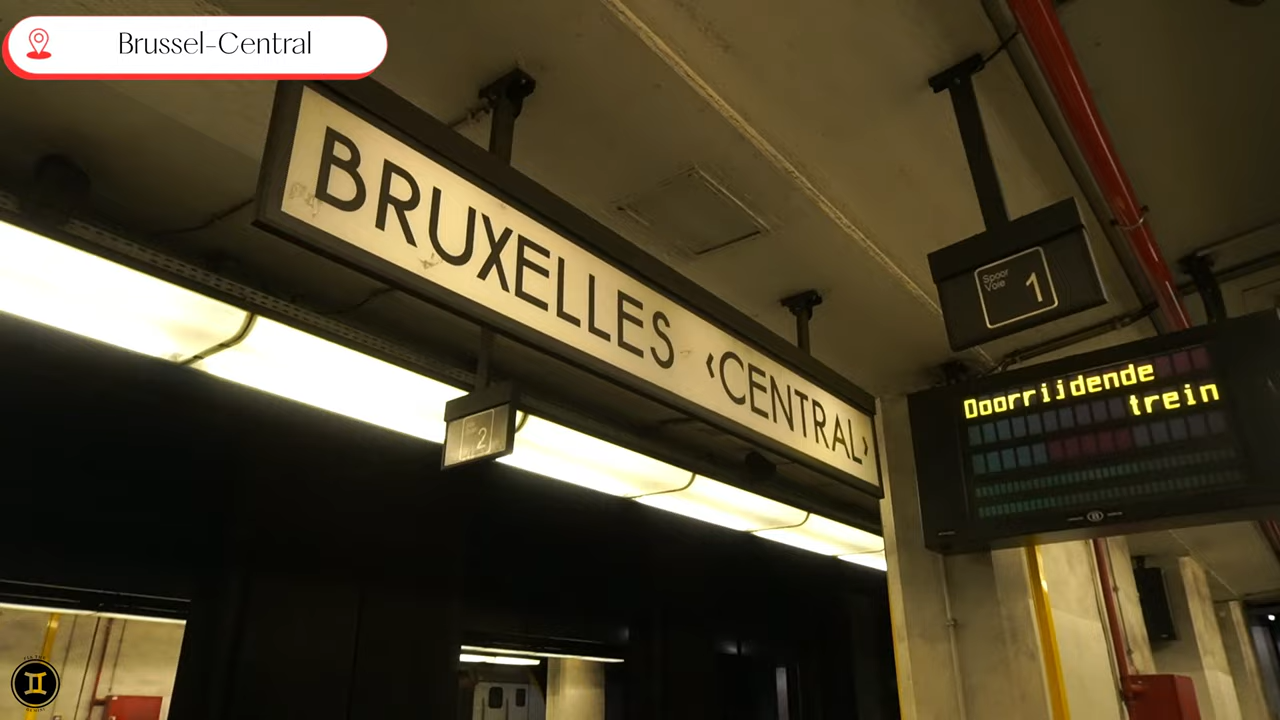 Brussel-Central
BRUXELLES ‹CENTRAL›
Spoor
Voie
1
Doorrijdende
trein
2